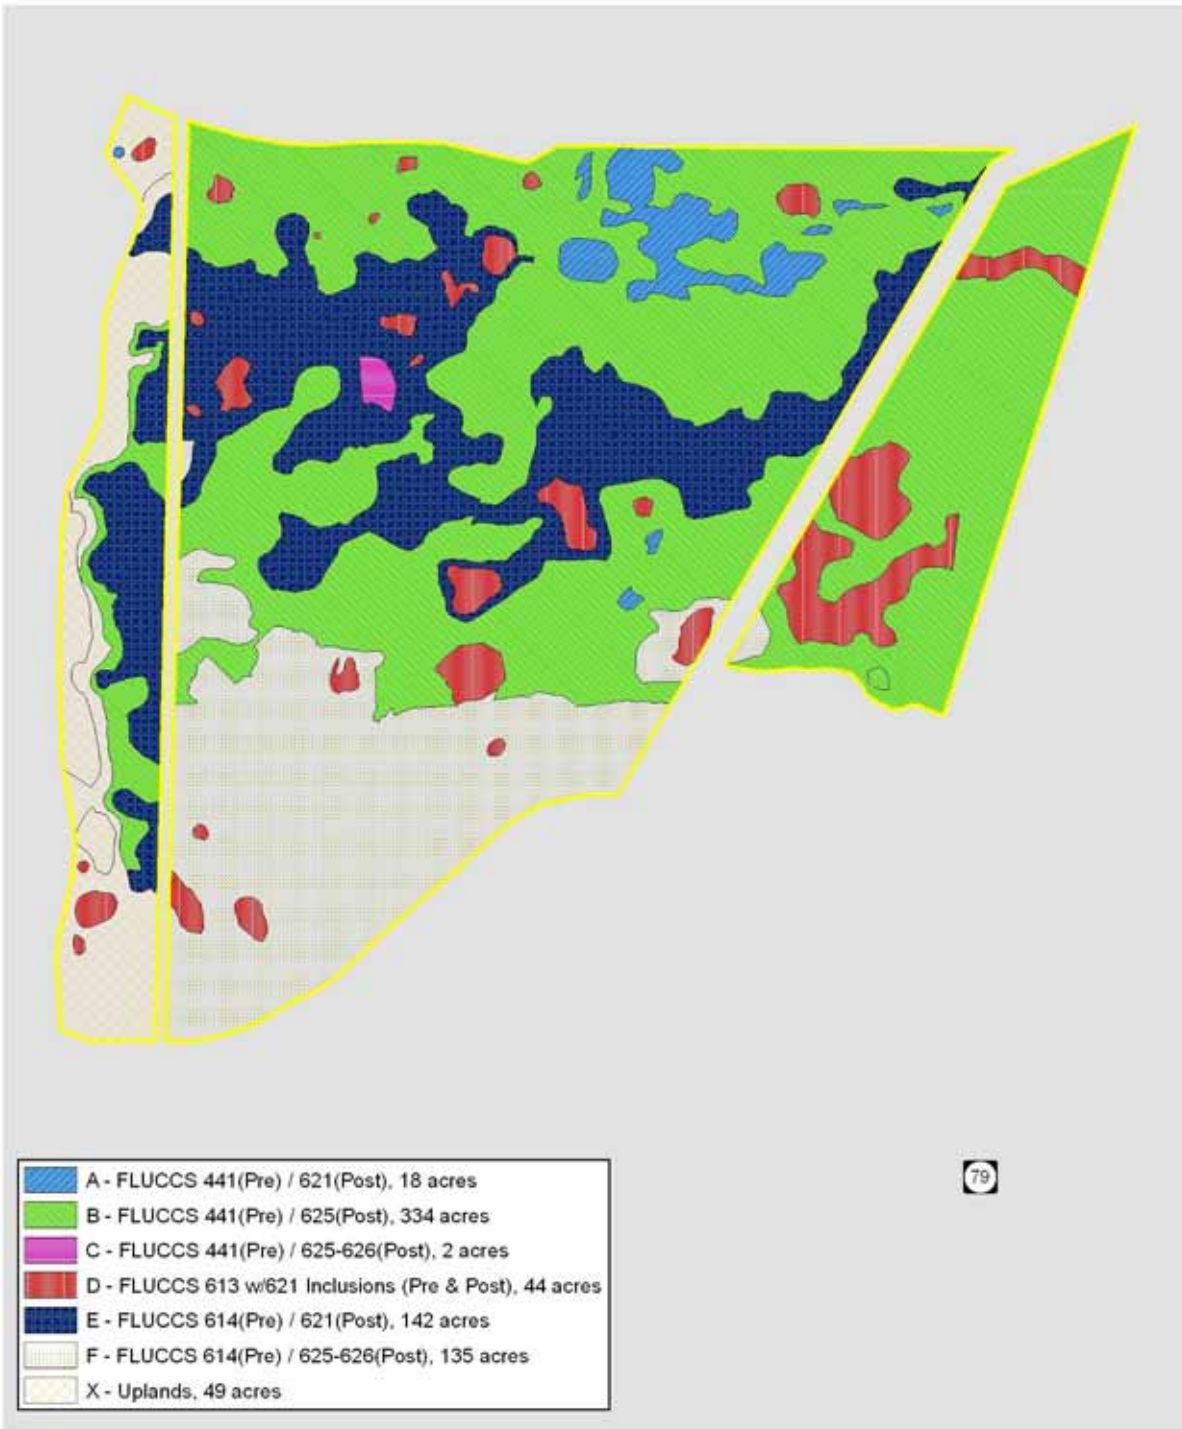 A - FLUCCS 441(Pre) / 621(Post), 18 acres
B - FLUCCS 441(Pre) / 625(Post), 334 acres
C - FLUCCS 441(Pre) / 625-626(Post), 2 acres
D - FLUCCS 613 w/621 Inclusions (Pre & Post), 44 acres
E - FLUCCS 614(Pre) / 621(Post), 142 acres
F - FLUCCS 614(Pre) / 625-626(Post), 135 acres
X - Uplands, 49 acres
79